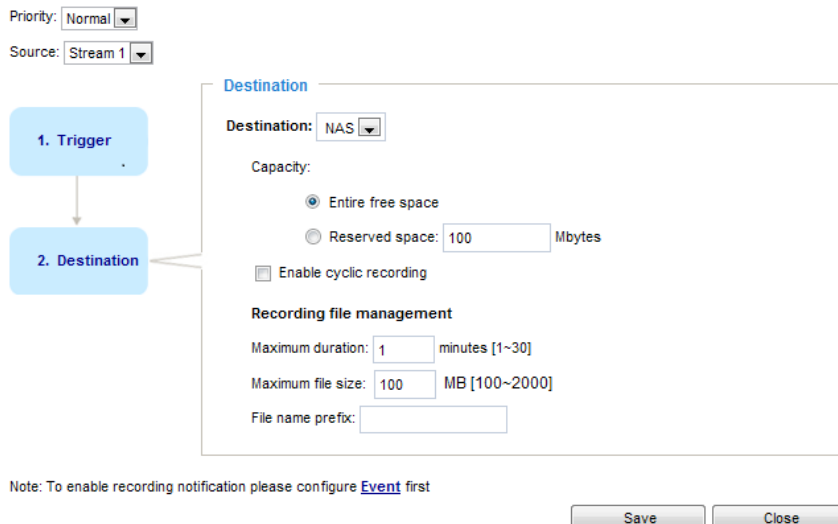 Priority: Normal
Source: Stream 1
Destination
1. Trigger
.
2. Destination
Destination: NAS
Capacity:
Entire free space
Reserved space: 100 Mbytes
Enable cyclic recording
Recording file management
Maximum duration: 1 minutes [1~30]
Maximum file size: 100 MB [100~2000]
File name prefix:
Note: To enable recording notification please configure Event first
Save Close